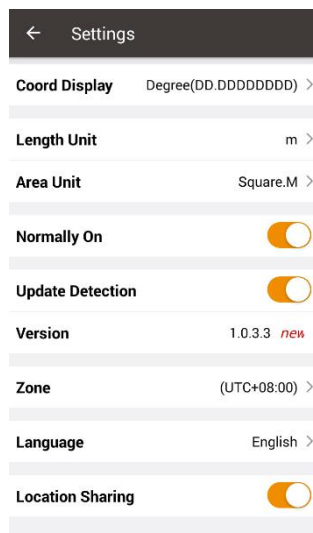 Settings
Coord Display Degree(DD.DDDDDDDD)
Length Unit m
Area Unit Square.M
Normally On
Update Detection
Version 1.0.3.3 new
Zone (UTC+08:00)
Language English
Location Sharing